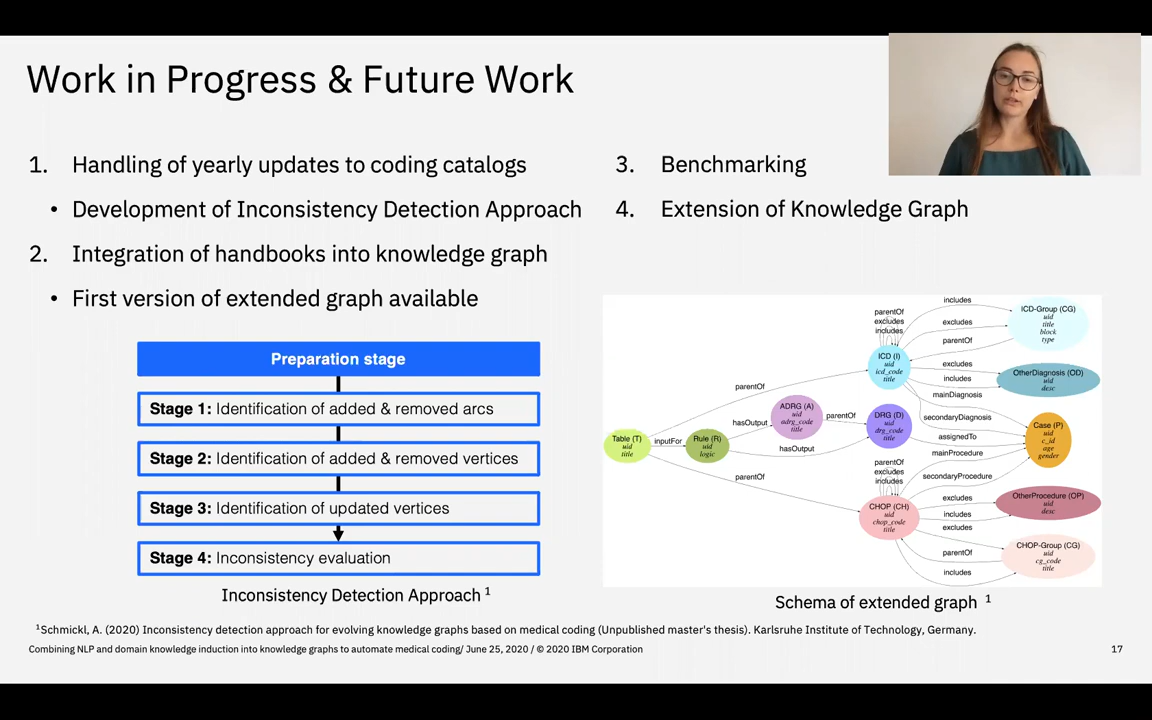 Work in Progress & Future Work
1. Handling of yearly updates to coding catalogs
• Development of Inconsistency Detection Approach
2. Integration of handbooks into knowledge graph
• First version of extended graph available
3. Benchmarking
4. Extension of Knowledge Graph
Preparation stage
Stage 1: Identification of added & removed arcs
Stage 2: Identification of added & removed vertices
Stage 3: Identification of updated vertices
Stage 4: Inconsistency evaluation
Inconsistency Detection Approach 1
includes
parentOf
excludes
includes
excludes
parentOf
ICD-Group (CG)
uid
title
block
type
ICD (I)
uid
icd_code
title
excludes
includes
OtherDiagnosis (OD)
uid
desc
parentOf
mainDiagnosis
secondaryDiagnosis
ADRG (A)
uid
adrg_code
title
parentOf
DRG (D)
uid
drg_code
title
assignedTo
Case (P)
uid
c_id
age
gender
Table (T)
uid
title
inputFor
Rule (R)
uid
logic
hasOutput
hasOutput
mainProcedure
secondaryProcedure
parentOf
parentOf
excludes
includes
CHOP (CH)
uid
chop_code
title
excludes
includes
OtherProcedure (OP)
uid
desc
excludes
parentOf
includes
CHOP-Group (CG)
uid
cg_code
title
Schema of extended graph 1
1Schmickl, A. (2020) Inconsistency detection approach for evolving knowledge graphs based on medical coding (Unpublished master's thesis). Karlsruhe Institute of Technology, Germany.
Combining NLP and domain knowledge induction into knowledge graphs to automate medical coding/ June 25, 2020 / © 2020 IBM Corporation
17